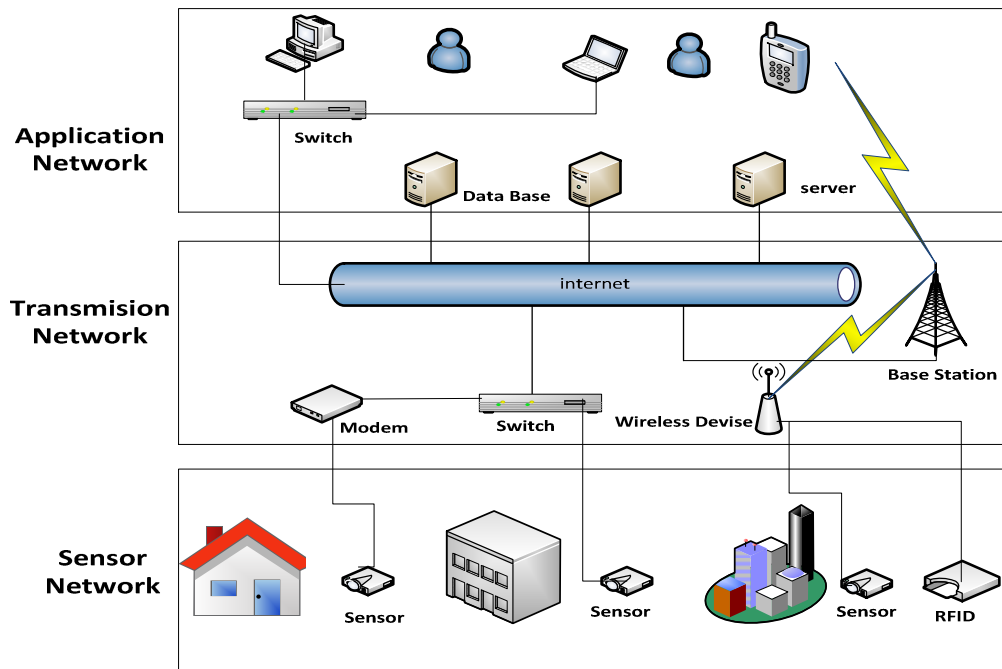 Application
Network
Switch
Data Base
server
Transmision
Network
internet
Base Station
Modem
Switch
Wireless Devise
Sensor
Network
Sensor
Sensor
Sensor
RFID